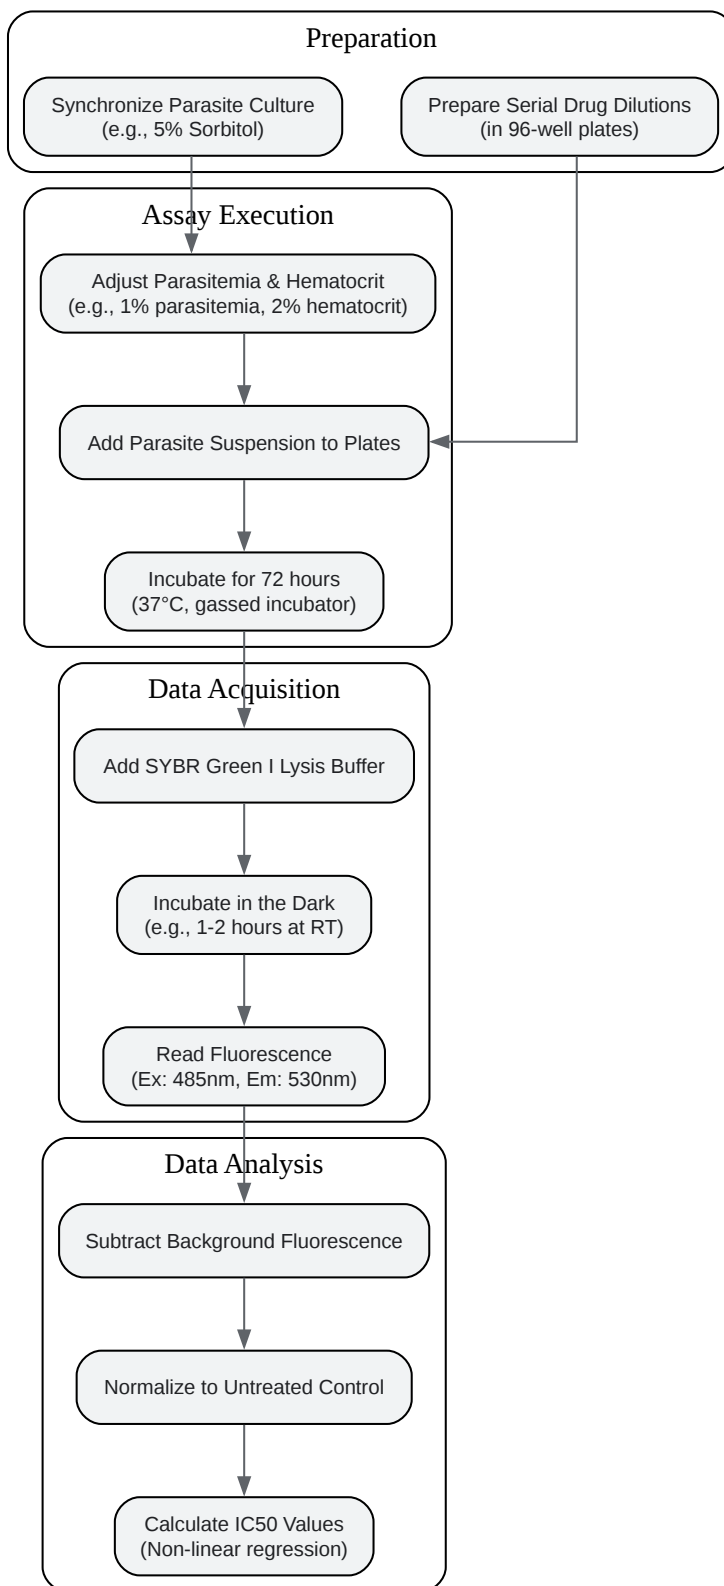 Preparation
Synchronize Parasite Culture
(e.g., 5% Sorbitol)
Prepare Serial Drug Dilutions
(in 96-well plates)
Assay Execution
Adjust Parasitemia & Hematocrit
(e.g., 1% parasitemia, 2% hematocrit)
Add Parasite Suspension to Plates
Incubate for 72 hours
(37°C, gassed incubator)
Data Acquisition
Add SYBR Green I Lysis Buffer
Incubate in the Dark
(e.g., 1-2 hours at RT)
Read Fluorescence
(Ex: 485nm, Em: 530nm)
Data Analysis
Subtract Background Fluorescence
Normalize to Untreated Control
Calculate IC50 Values
(Non-linear regression)